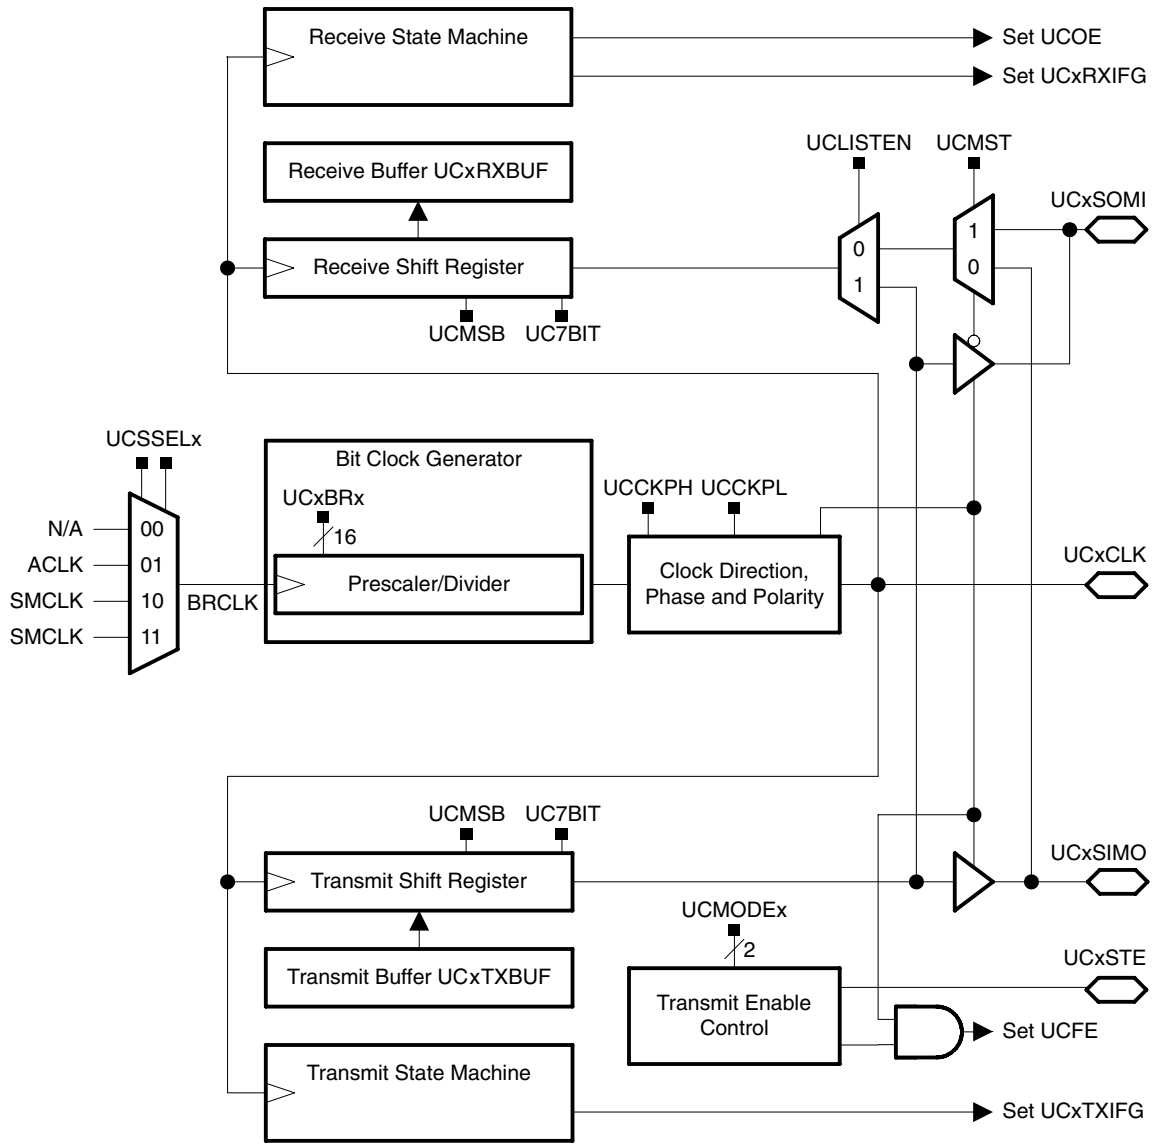 Receive State Machine
Set UCOE
Set UCxRXIFG
Receive Buffer UCxRXBUF
UCLISTEN
UCMST
UCxSOMI
1
0
0
1
Receive Shift Register
UCMSB
UC7BIT
UCSSELx
N/A
00
ACLK
01
SMCLK
10
SMCLK
11
BRCLK
Bit Clock Generator
UCxBRx
16
Prescaler/Divider
UCCKPH
UCCKPL
Clock Direction,
Phase and Polarity
UCxCLK
UCMSB
UC7BIT
Transmit Shift Register
UCxSIMO
Transmit Buffer UCxTXBUF
UCMODEx
2
Transmit Enable
Control
UCxSTE
Set UCFE
Transmit State Machine
Set UCxTXIFG